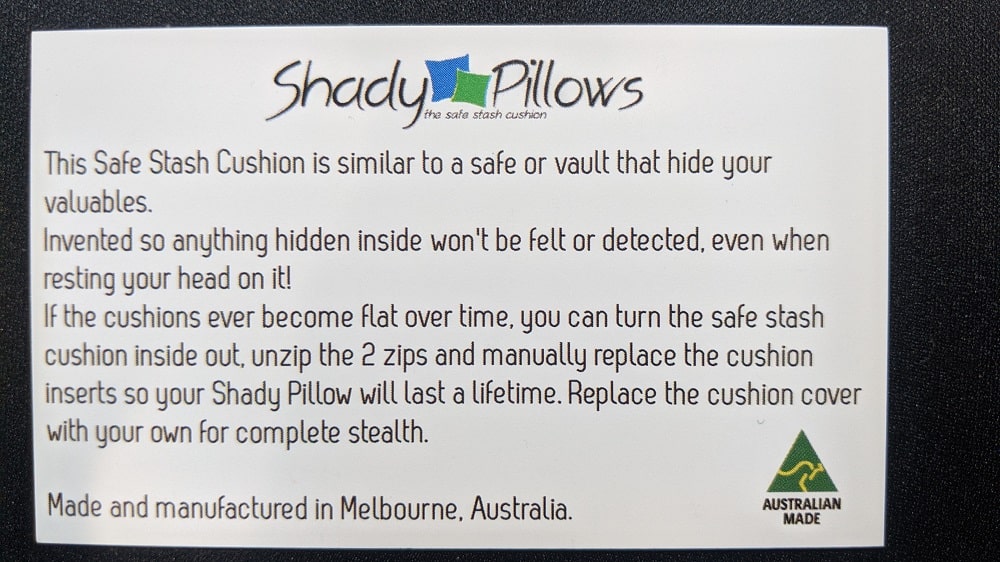 Shady Pillows
the safe stash cushion
This Safe Stash Cushion is similar to a safe or vault that hide your
valuables.
Invented so anything hidden inside won't be felt or detected, even when
resting your head on it!
If the cushions ever become flat over time, you can turn the safe stash
cushion inside out, unzip the 2 zips and manually replace the cushion
inserts so your Shady Pillow will last a lifetime. Replace the cushion cover
with your own for complete stealth.
Made and manufactured in Melbourne, Australia.
AUSTRALIAN
MADE